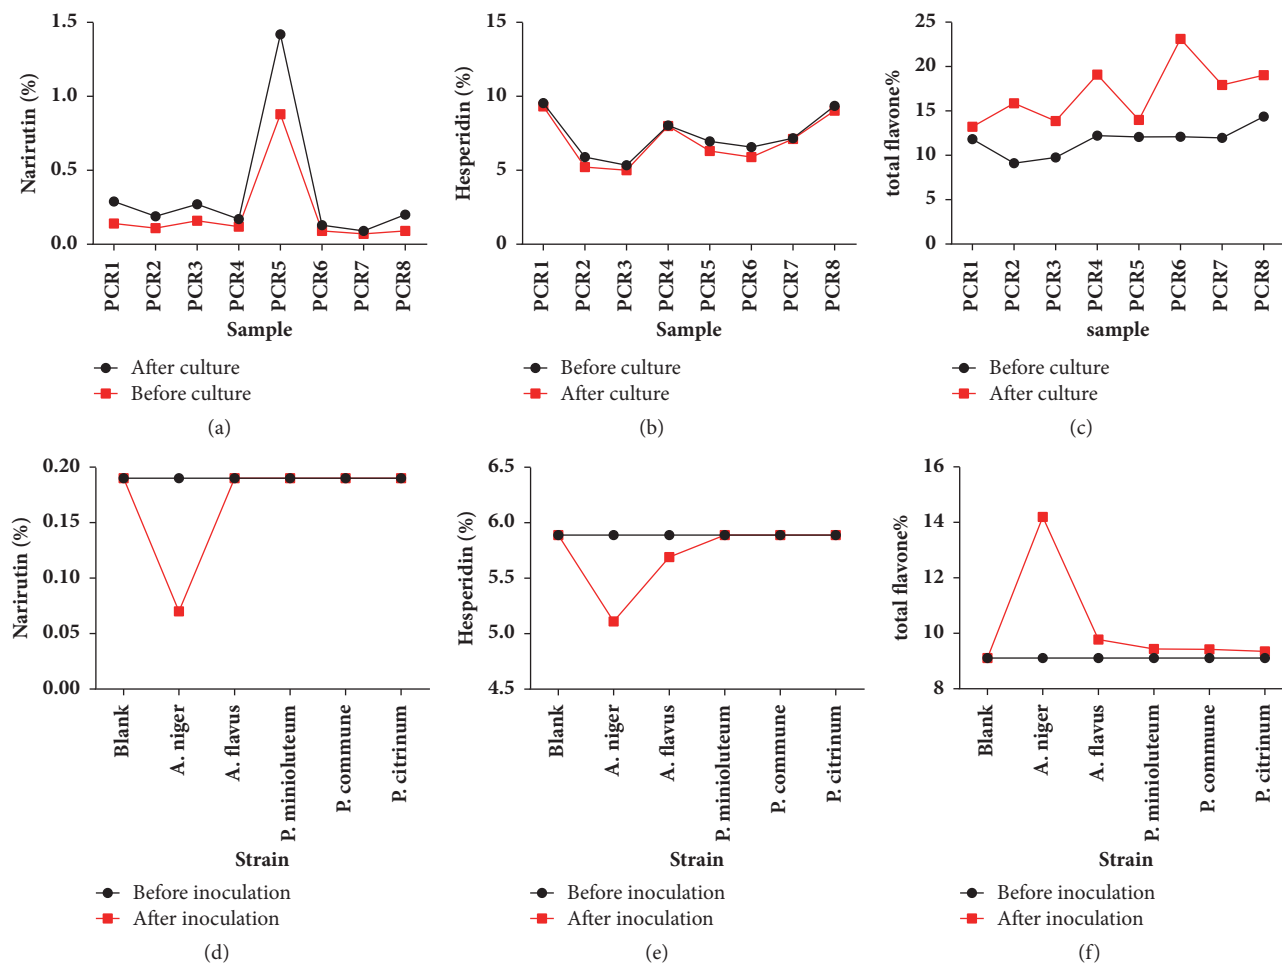 1.5
1.0
0.5
0.0
Narirutin (%)
PCR1
PCR2
PCR3
PCR4
PCR5
PCR6
PCR7
PCR8
Sample
After culture
Before culture
(a)
15
10
5
0
Hesperidin (%)
PCR1
PCR2
PCR3
PCR4
PCR5
PCR6
PCR7
PCR8
Sample
Before culture
After culture
(b)
25
20
15
10
5
0
total flavone%
PCR1
PCR2
PCR3
PCR4
PCR5
PCR6
PCR7
PCR8
sample
Before culture
After culture
(c)
0.20
0.15
0.10
0.05
0.00
Narirutin (%)
Blank
A. niger
A. flavus
P. minioluteum
P. commune
P. citrinum
Strain
Before inoculation
After inoculation
(d)
6.5
6.0
5.5
5.0
4.5
Hesperidin (%)
Blank
A. niger
A. flavus
P. minioluteum
P. commune
P. citrinum
Strain
Before inoculation
After inoculation
(e)
16
14
12
10
8
total flavone%
Blank
A. niger
A. flavus
P. minioluteum
P. commune
P. citrinum
Strain
Before inoculation
After inoculation
(f)